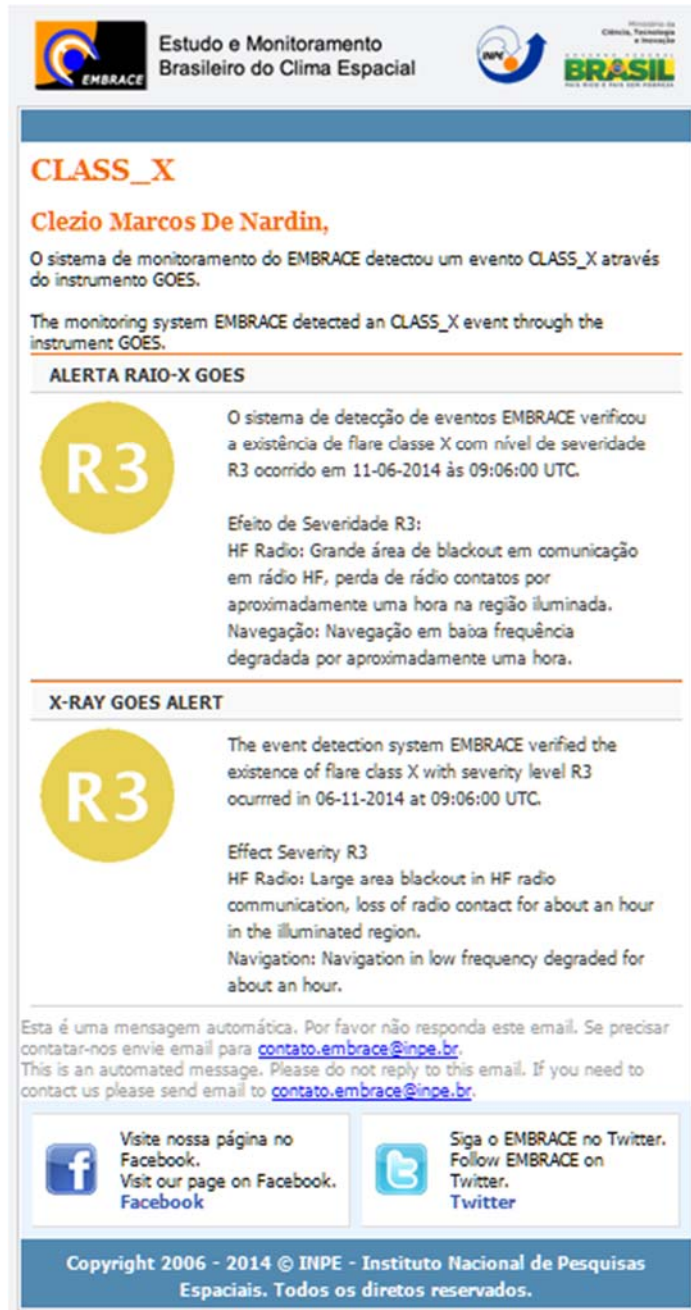 EMBRACE
Estudo e Monitoramento
Brasileiro do Clima Espacial
INPE
Ministério da
Ciência, Tecnologia
e Inovação
GOVERNO FEDERAL
BRASIL
PAÍS RICO É PAÍS SEM POBREZA
CLASS_X
Clezio Marcos De Nardin,
O sistema de monitoramento do EMBRACE detectou um evento CLASS_X através
do instrumento GOES.
The monitoring system EMBRACE detected an CLASS_X event through the
instrument GOES.
ALERTA RAIO-X GOES
R3
O sistema de detecção de eventos EMBRACE verificou
a existência de flare classe X com nível de severidade
R3 ocorrido em 11-06-2014 às 09:06:00 UTC.
Efeito de Severidade R3:
HF Radio: Grande área de blackout em comunicação
em rádio HF, perda de rádio contatos por
aproximadamente uma hora na região iluminada.
Navegação: Navegação em baixa frequência
degradada por aproximadamente uma hora.
X-RAY GOES ALERT
R3
The event detection system EMBRACE verified the
existence of flare class X with severity level R3
ocurrred in 06-11-2014 at 09:06:00 UTC.
Effect Severity R3
HF Radio: Large area blackout in HF radio
communication, loss of radio contact for about an hour
in the illuminated region.
Navigation: Navigation in low frequency degraded for
about an hour.
Esta é uma mensagem automática. Por favor não responda este email. Se precisar
contatar-nos envie email para contato.embrace@inpe.br.
This is an automated message. Please do not reply to this email. If you need to
contact us please send email to contato.embrace@inpe.br.
Visite nossa página no
Facebook.
Visit our page on Facebook.
Facebook
Siga o EMBRACE no Twitter.
Follow EMBRACE on
Twitter.
Twitter
Copyright 2006 - 2014 © INPE - Instituto Nacional de Pesquisas
Espaciais. Todos os diretos reservados.